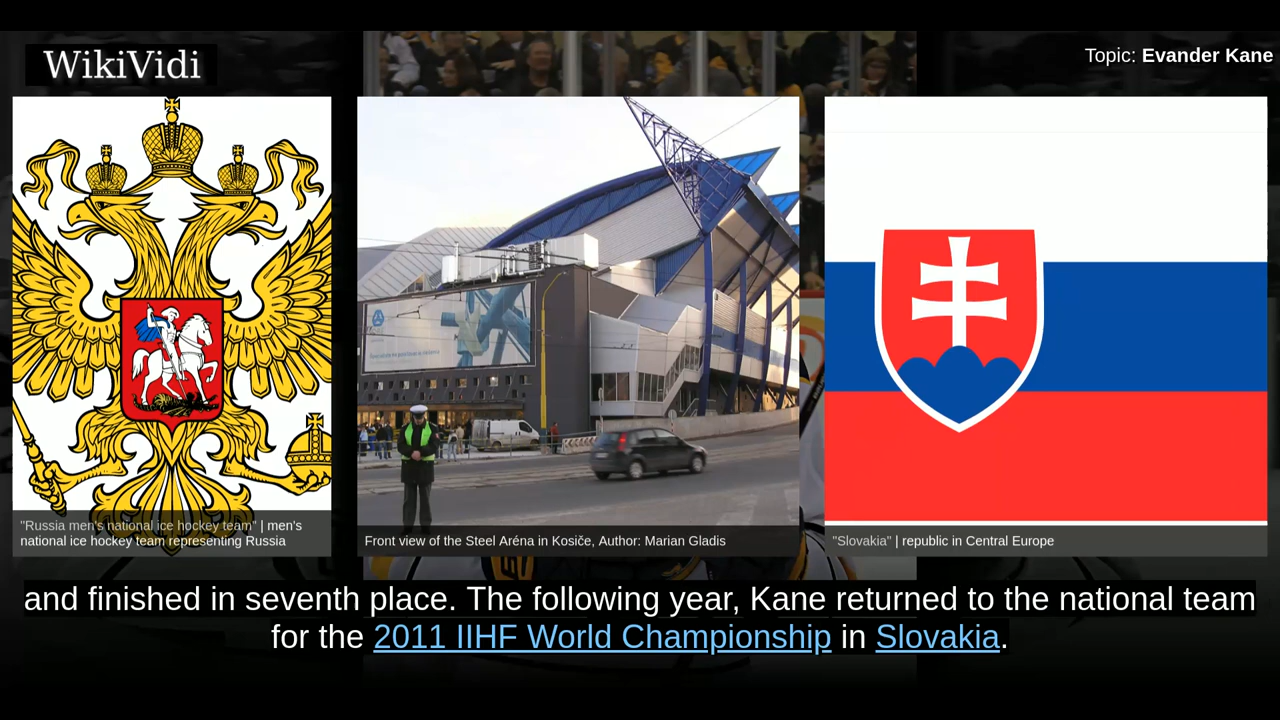 WikiVidi
Topic: Evander Kane
"Russia men's national ice hockey team" | men's
national ice hockey team representing Russia
Front view of the Steel Aréna in Kosiče, Author: Marian Gladis
"Slovakia" | republic in Central Europe
and finished in seventh place. The following year, Kane returned to the national team
for the 2011 IIHF World Championship in Slovakia.